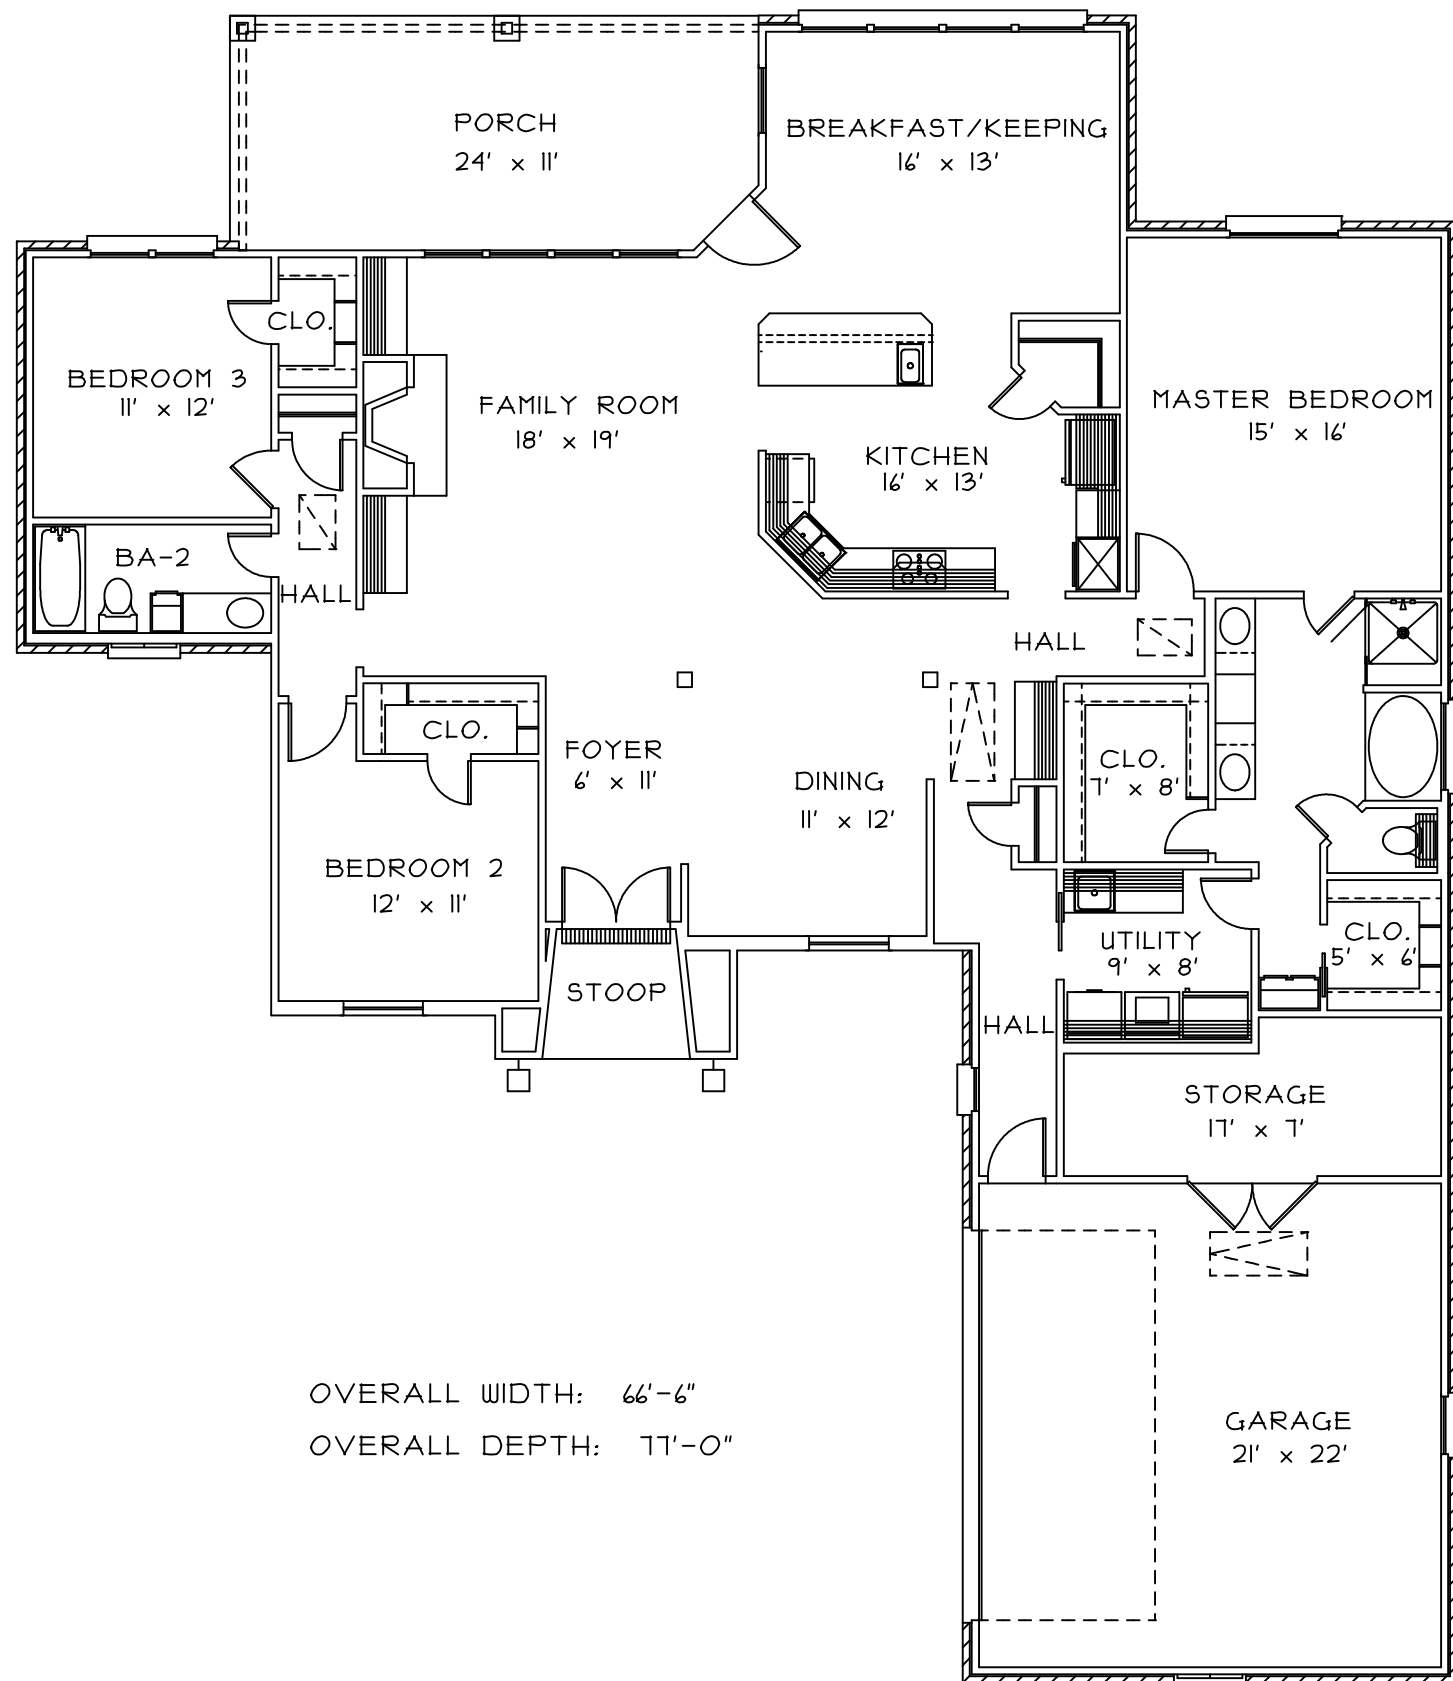 PORCH
24' x 11'
BREAKFAST/KEEPING
16' x 13'
CLO.
BEDROOM 3
11' x 12'
FAMILY ROOM
18' x 19'
MASTER BEDROOM
15' x 16'
KITCHEN
16' x 13'
BA-2
HALL
HALL
CLO.
FOYER
6' x 11'
DINING
11' x 12'
CLO.
7' x 8'
BEDROOM 2
12' x 11'
UTILITY
9' x 8'
CLO.
5' x 6'
STOOP
HALL
STORAGE
17' x 7'
OVERALL WIDTH: 66'-6"
OVERALL DEPTH: 77'-0"
GARAGE
21' x 22'